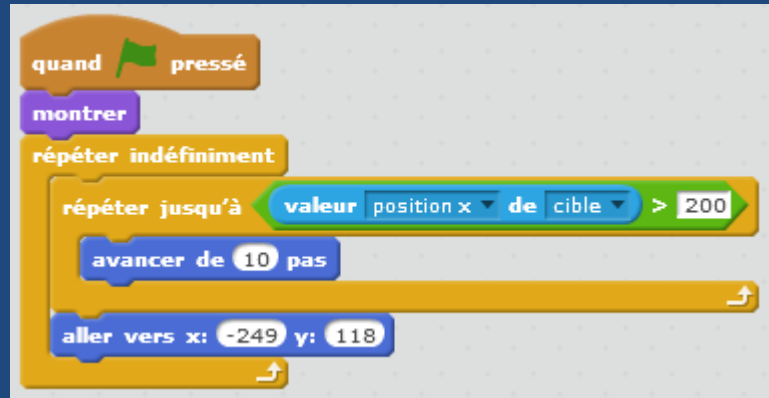 quand pressé
montrer
répéter indéfiniment
répéter jusqu'à valeur position x de cible > 200
avancer de 10 pas
aller vers x: -249 y: 118